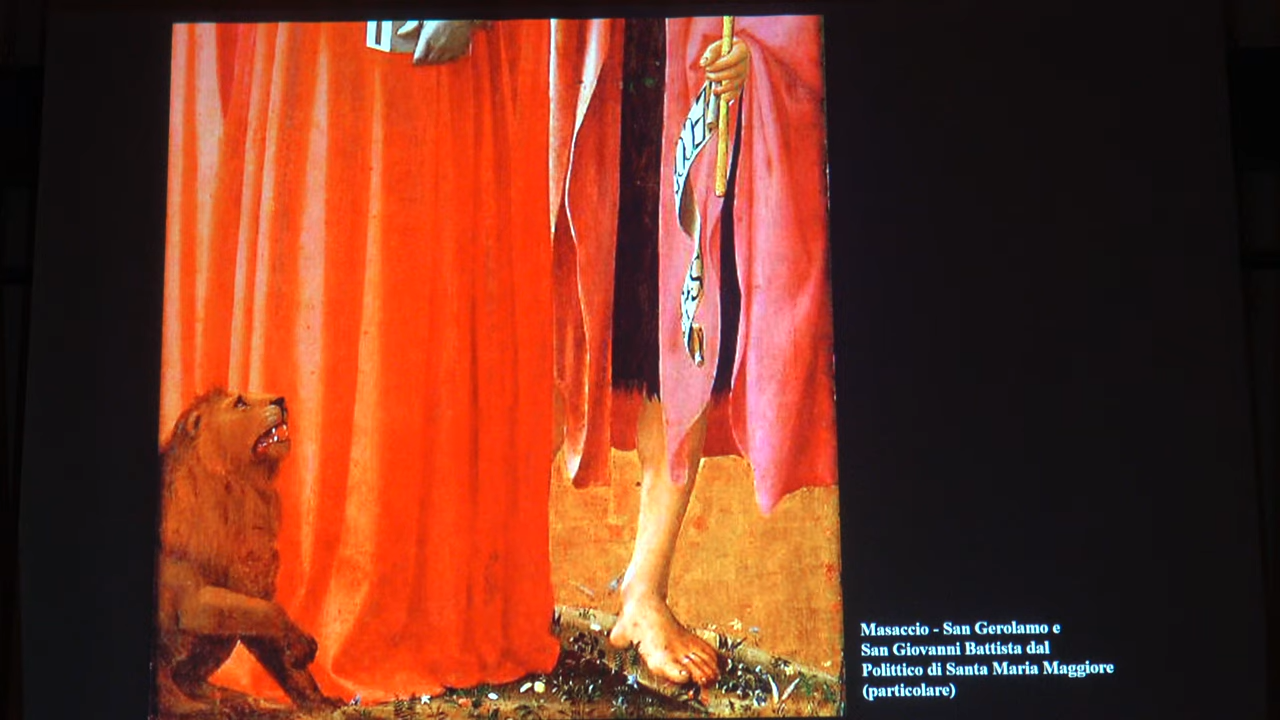 Masaccio - San Gerolamo e
San Giovanni Battista dal
Polittico di Santa Maria Maggiore
(particolare)